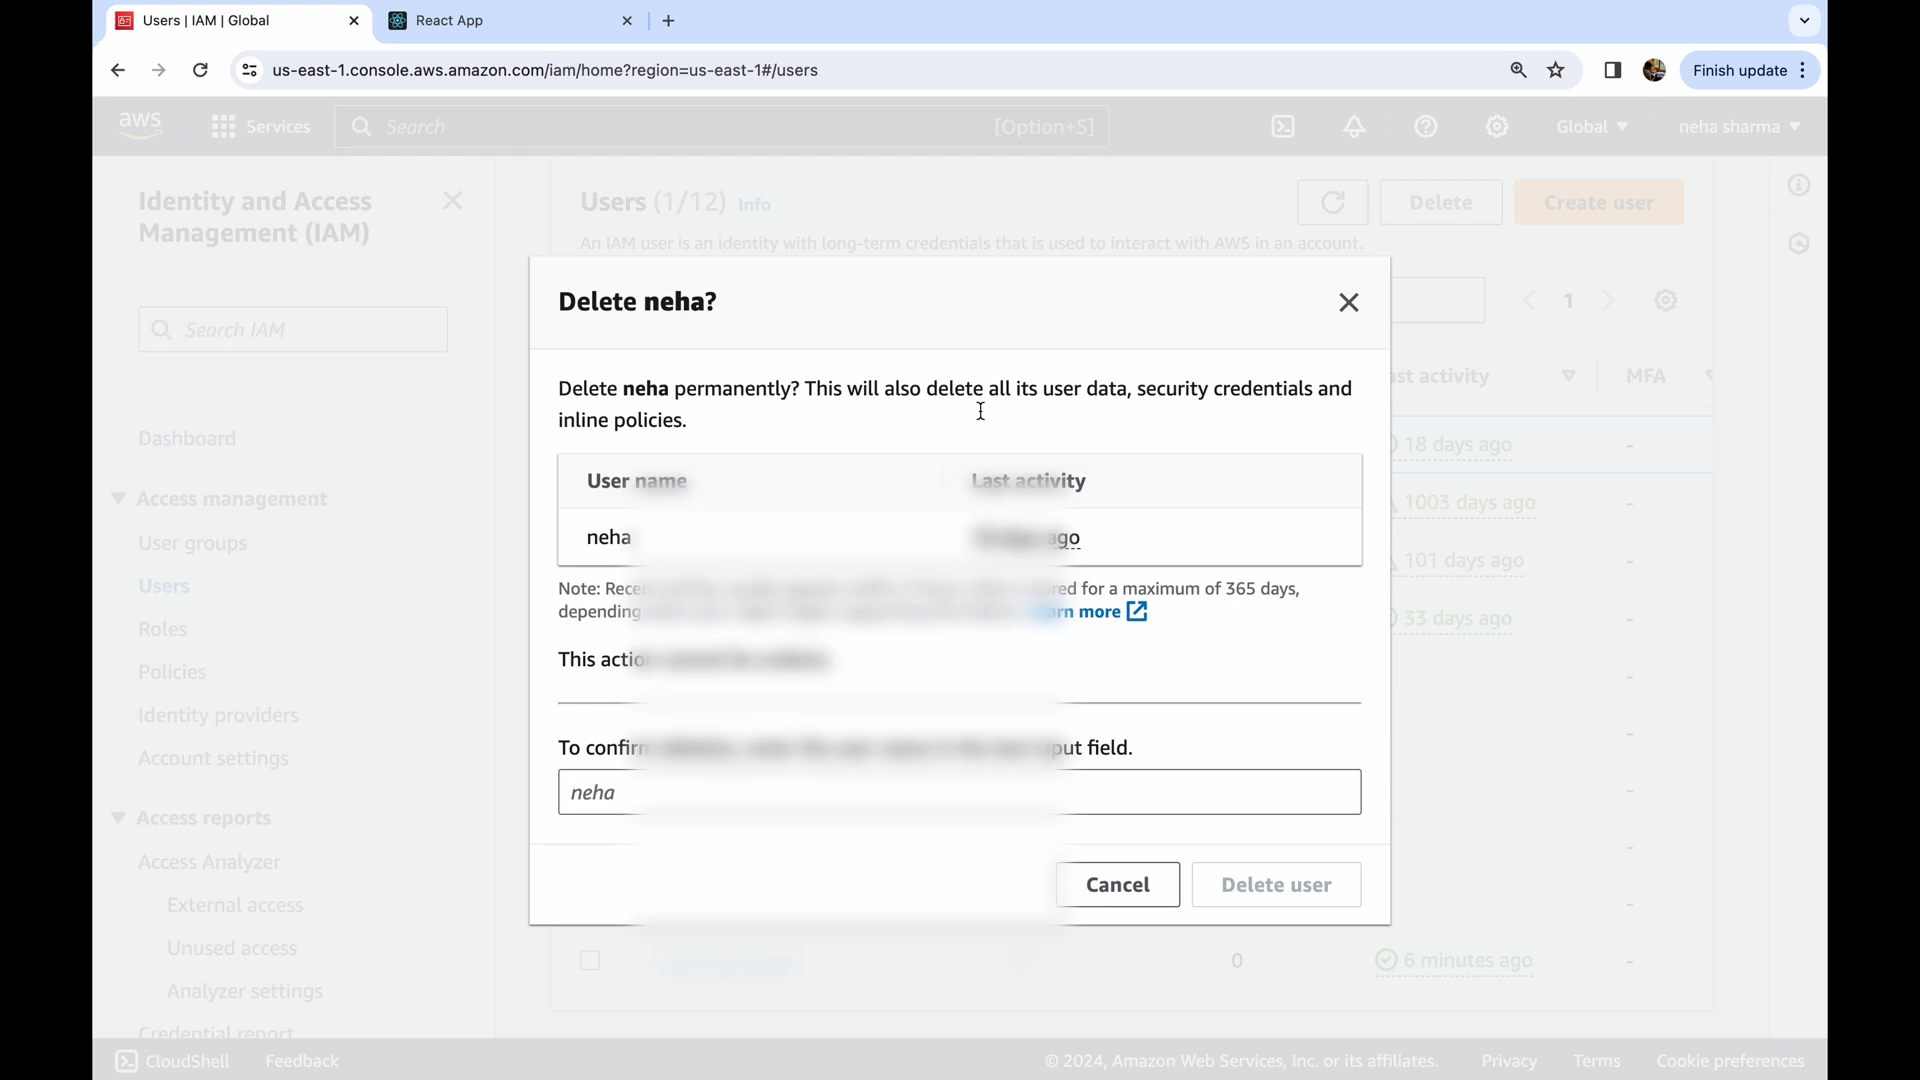 Users | IAM | Global
React App
us-east-1.console.aws.amazon.com/iam/home?region=us-east-1#/users
Finish update
aws
Services
Search
[Option+S]
Global
neha sharma
Identity and Access
Management (IAM)
Search IAM
Dashboard
Access management
User groups
Users
Roles
Policies
Identity providers
Account settings
Access reports
Access Analyzer
External access
Unused access
Analyzer settings
Credential report
Users (1/12) Info
Delete
Create user
An IAM user is an identity with long-term credentials that is used to interact with AWS in an account.
1
ast activity
MFA
18 days ago
-
1003 days ago
-
101 days ago
-
33 days ago
-
-
-
-
-
-
0
6 minutes ago
-
Delete neha?
Delete neha permanently? This will also delete all its user data, security credentials and
inline policies.
User name
Last activity
neha
ago
Note: for a maximum of 365 days,
depending more
This
To input field.
neha
Cancel
Delete user
CloudShell
Feedback
© 2024, Amazon Web Services, Inc. or its affiliates.
Privacy
Terms
Cookie preferences